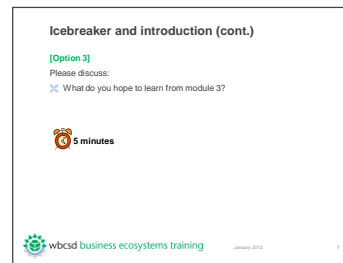 Icebreaker and introduction (cont.)
[Option 3]
Please discuss:
What do you hope to learn from module 3?
5 minutes
wbcsd business ecosystems training
January 2012
7